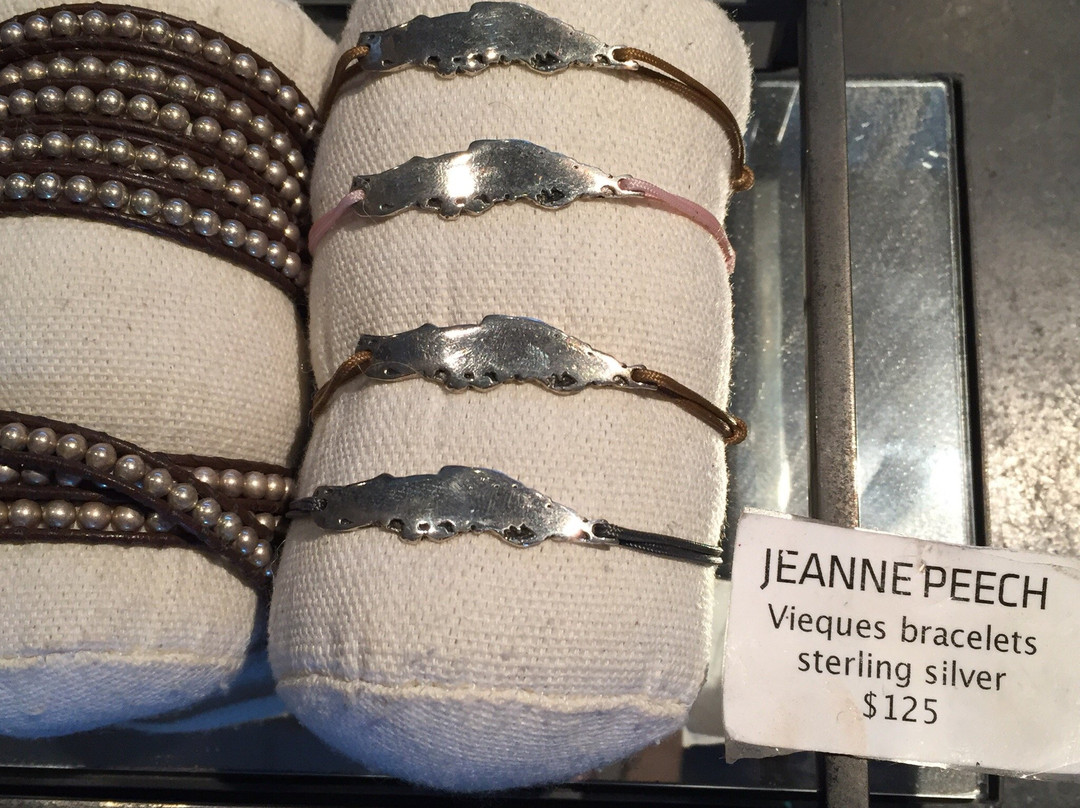 JEANNE PEECH
Vieques bracelets
sterling silver
$125